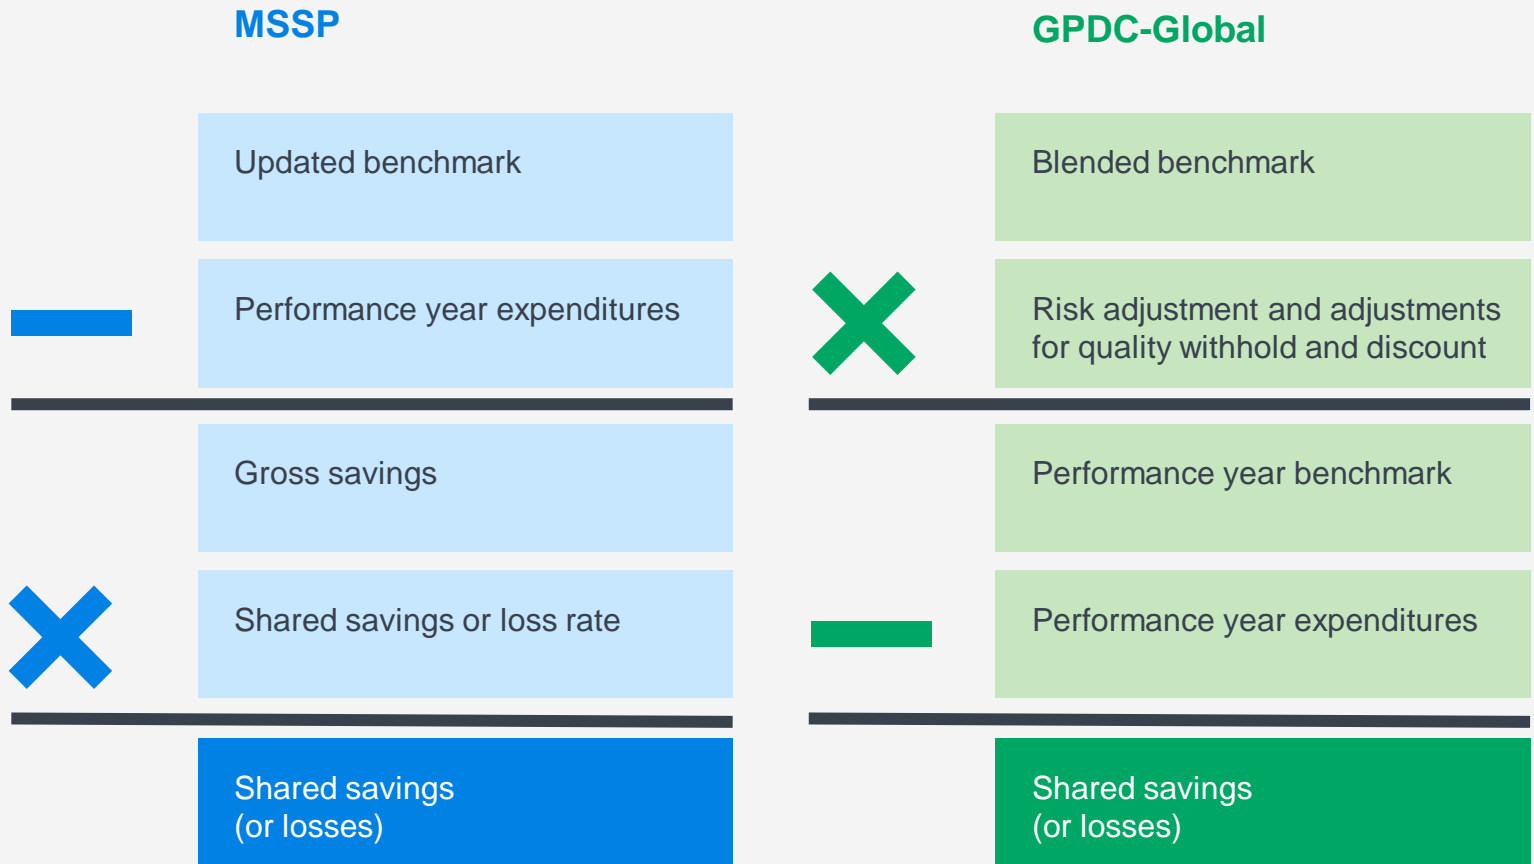 MSSP
Updated benchmark
Performance year expenditures
Gross savings
Shared savings or loss rate
Shared savings
(or losses)
GPDC-Global
Blended benchmark
Risk adjustment and adjustments
for quality withhold and discount
Performance year benchmark
Performance year expenditures
Shared savings
(or losses)